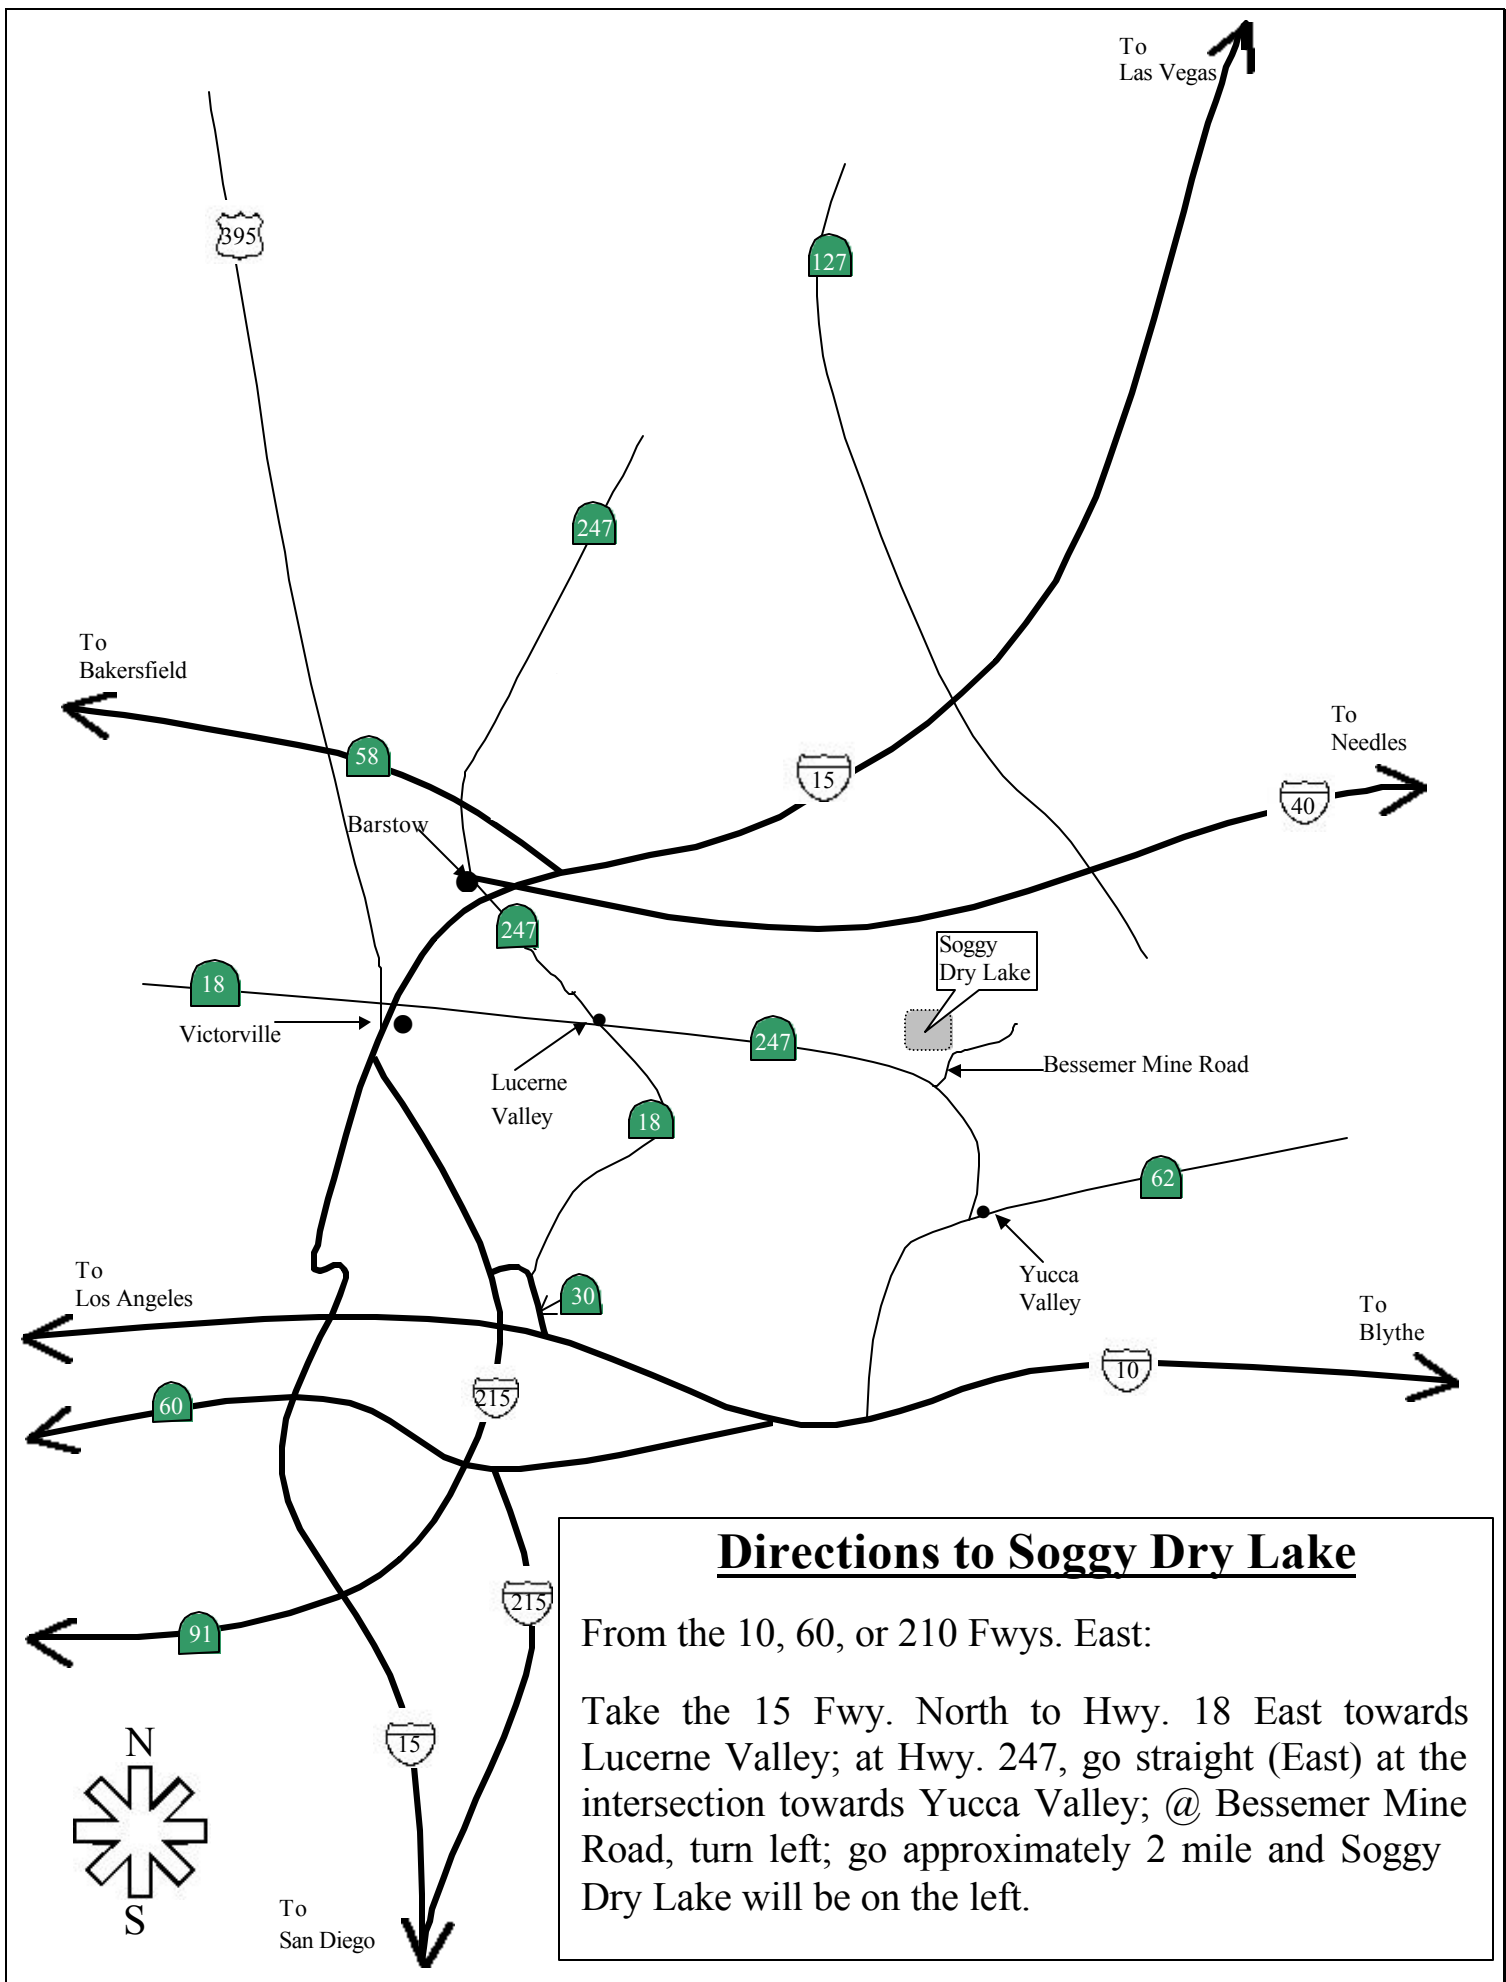 To
Las Vegas
395
127
247
To
Bakersfield
58
To
Needles
15
40
Barstow
247
Soggy
Dry Lake
18
Victorville
247
Lucerne
Valley
Bessemer Mine Road
18
62
To
Los Angeles
30
Yucca
Valley
To
Blythe
10
60
215
215
91
15
N
S
To
San Diego
Directions to Soggy Dry Lake
From the 10, 60, or 210 Fwys. East:
Take the 15 Fwy. North to Hwy. 18 East towards
Lucerne Valley; at Hwy. 247, go straight (East) at the
intersection towards Yucca Valley; @ Bessemer Mine
Road, turn left; go approximately 2 mile and Soggy
Dry Lake will be on the left.